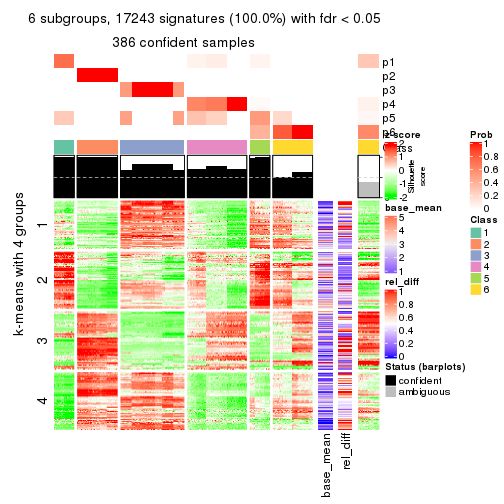 6 subgroups, 17243 signatures (100.0%) with fdr < 0.05
386 confident samples
p1
p2
p3
p4
p5
p6
Class
z-score
2
1
0
-1
-2
Silhouette
score
Prob
1
0.8
0.6
0.4
0.2
0
base_mean
5
4
3
2
1
Class
1
2
3
4
5
6
rel_diff
1
0.8
0.6
0.4
0.2
0
Status (barplots)
confident
ambiguous
k-means with 4 groups
1
2
3
4
base_mean
rel_diff